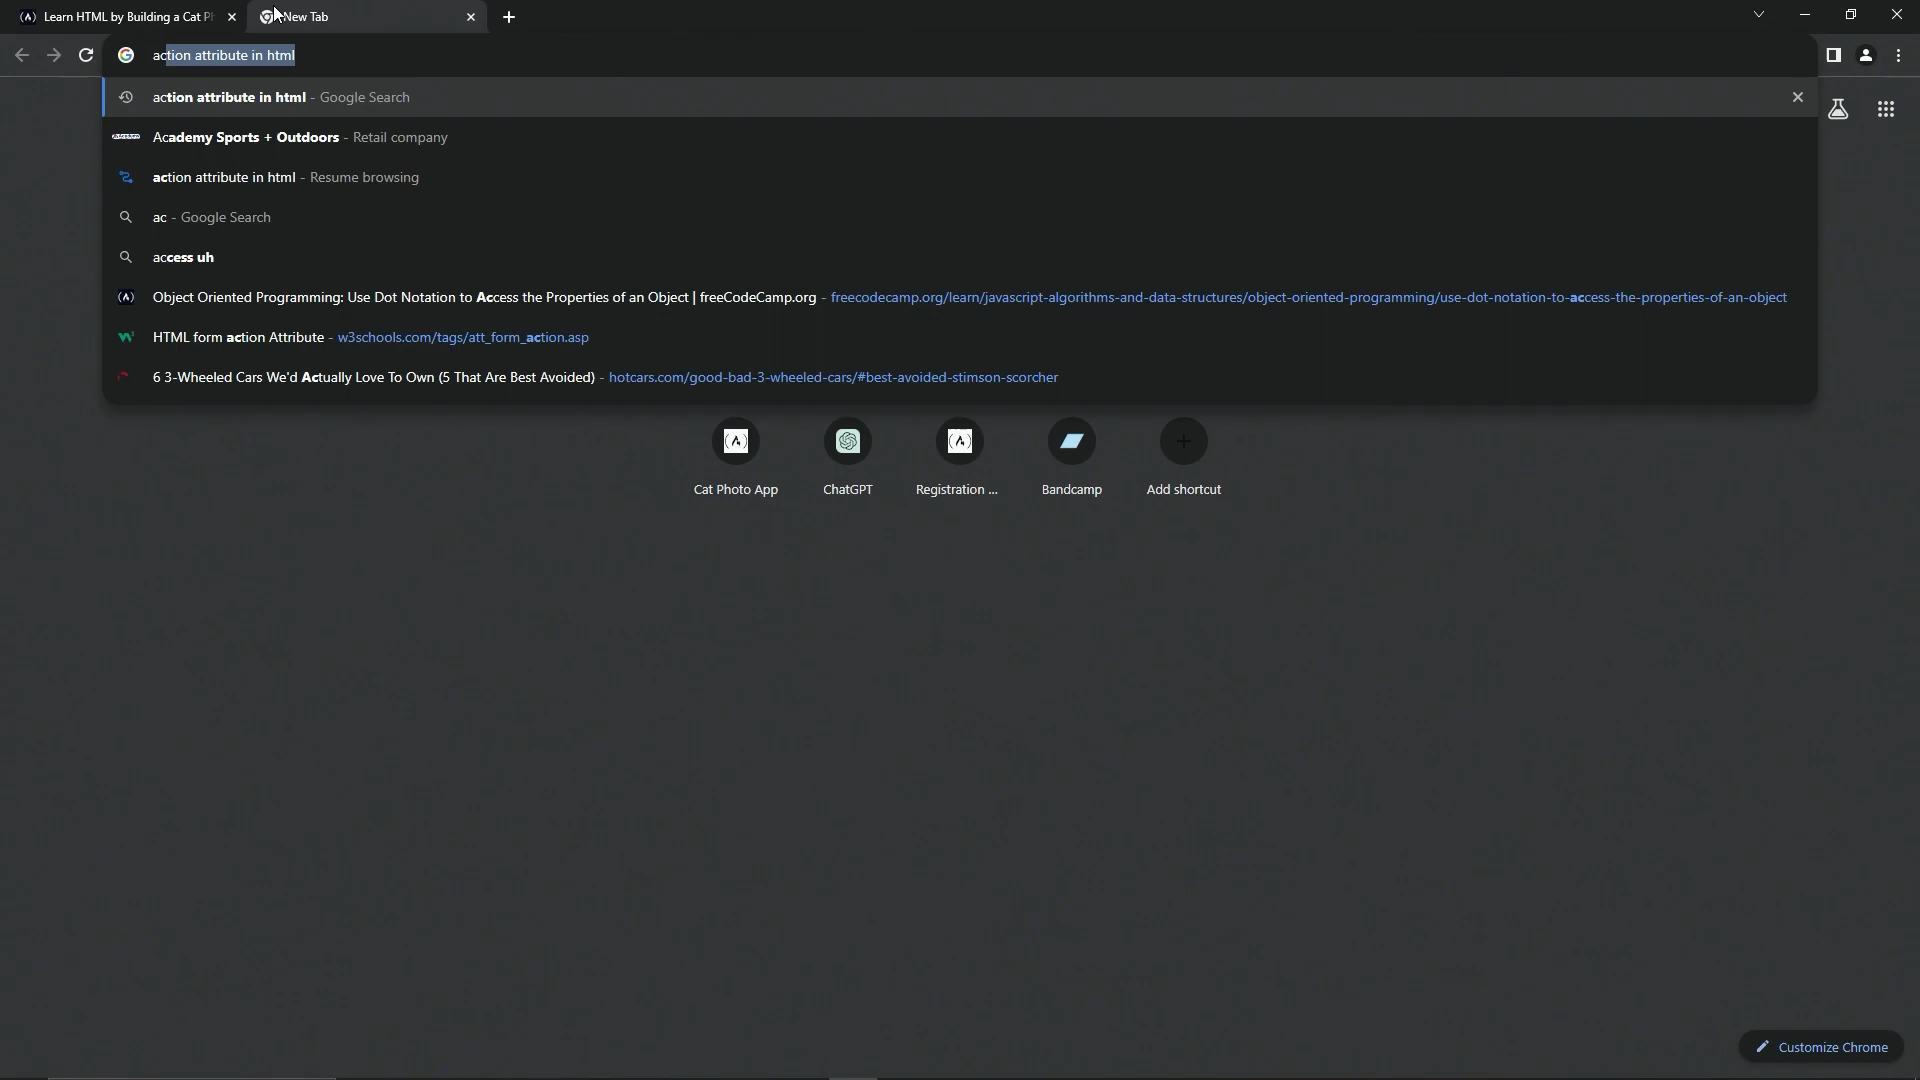 Learn HTML by Building a Cat Ph
New Tab
action attribute in html
action attribute in html - Google Search
Academy Sports + Outdoors - Retail company
action attribute in html - Resume browsing
ac - Google Search
access uh
Object Oriented Programming: Use Dot Notation to Access the Properties of an Object | freeCodeCamp.org - freecodecamp.org/learn/javascript-algorithms-and-data-structures/object-oriented-programming/use-dot-notation-to-access-the-properties-of-an-object
HTML form action Attribute - w3schools.com/tags/att_form_action.asp
6 3-Wheeled Cars We'd Actually Love To Own (5 That Are Best Avoided) - hotcars.com/good-bad-3-wheeled-cars/#best-avoided-stimson-scorcher
Cat Photo App
ChatGPT
Registration ...
Bandcamp
Add shortcut
Customize Chrome